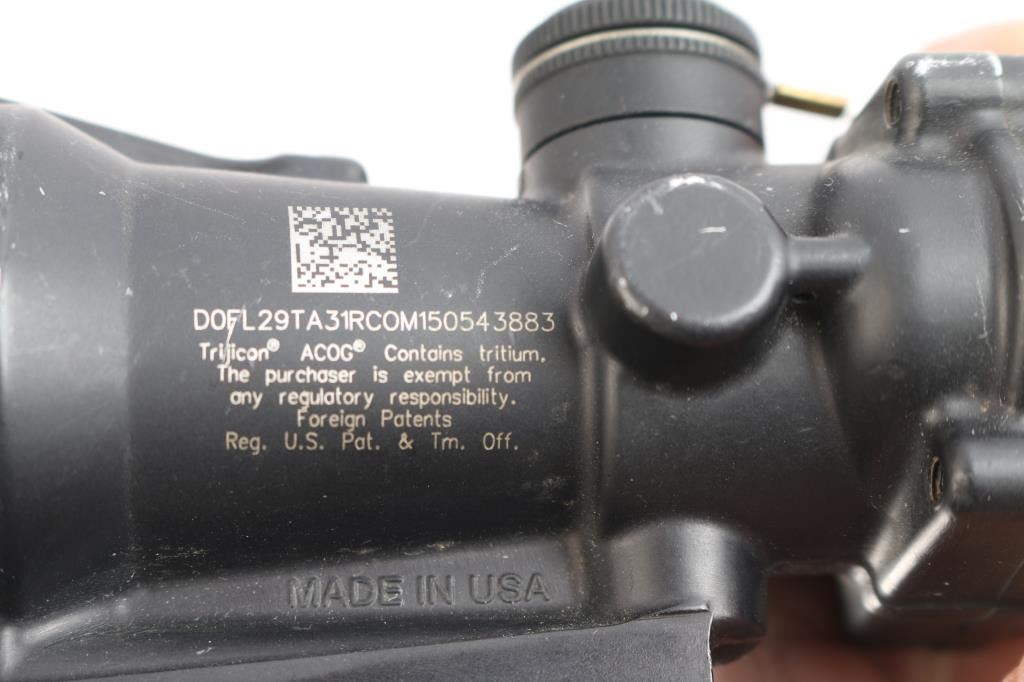 D0FL29TA31RCOM150543883
Trijicon® ACOG® Contains tritium.
The purchaser is exempt from
any regulatory responsibility.
Foreign Patents
Reg. U.S. Pat. & Tm. Off.
MADE IN USA